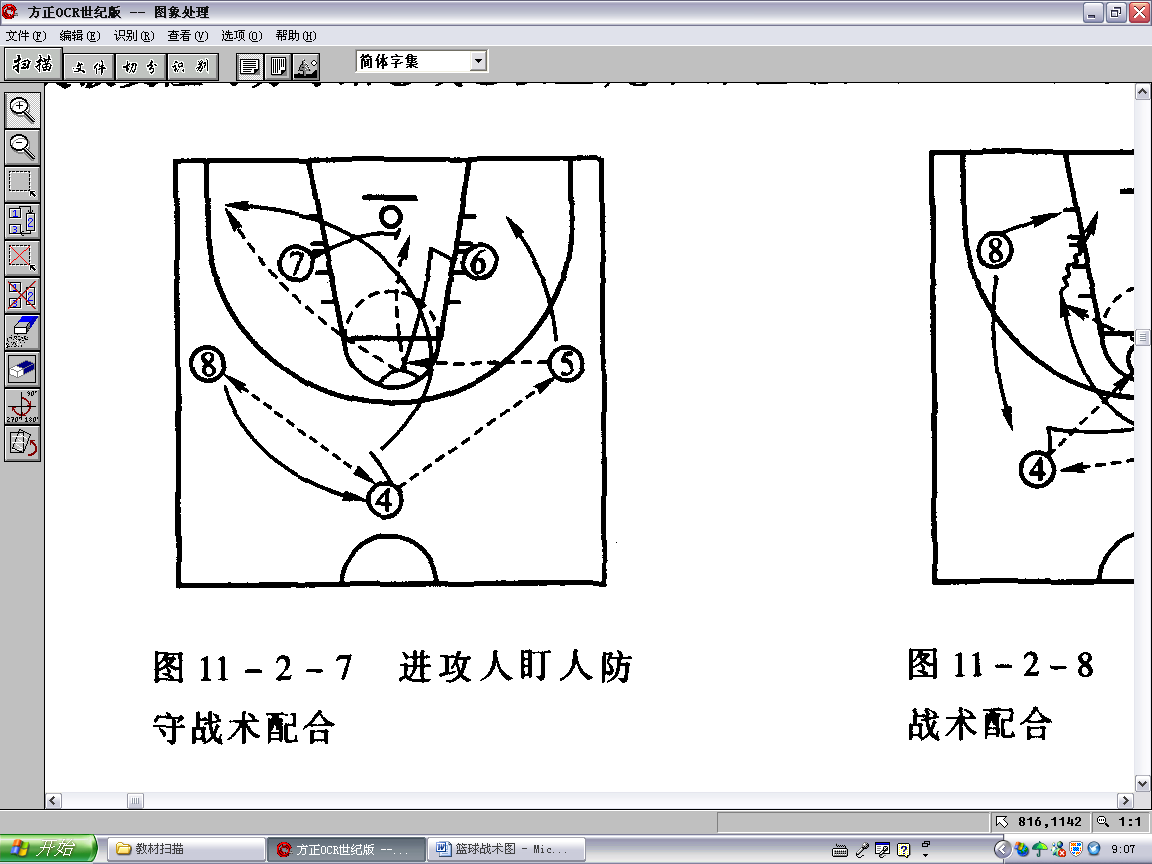 方正OCR世纪版 -- 图象处理
文件(F) 编辑(E) 识别(R) 查看(V) 选项(O) 帮助(H)
扫描 文件 切分 识别 简体字集
7 6
8 5
4
8
4
图 11-2-7 进攻人盯人防
守战术配合
图 11-2-8
战术配合
816,1142 1:1
开始 教材扫描 方正OCR世纪版 --... 篮球战术图 - Mic... 9:07